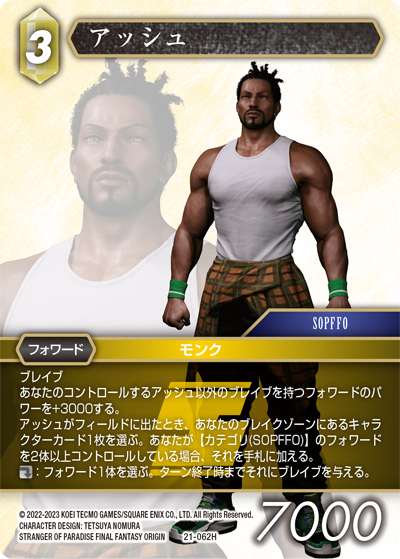 3
アッシュ
SOPFFO
フォワード
モンク
ブレイブ
あなたのコントロールするアッシュ以外のブレイブを持つフォワードのパ
ワーを+3000する。
アッシュがフィールドに出たとき、あなたのブレイクゾーンにあるキャラ
クターカード1枚を選ぶ。あなたが【カテゴリ(SOPFFO)】のフォワード
を2体以上コントロールしている場合、それを手札に加える。
:フォワード1体を選ぶ。ターン終了時までそれにブレイブを与える。
© 2022-2023 KOEI TECMO GAMES/SQUARE ENIX CO., LTD. All Rights Reserved.
CHARACTER DESIGN: TETSUYA NOMURA
STRANGER OF PARADISE FINAL FANTASY ORIGIN
21-062H
7000